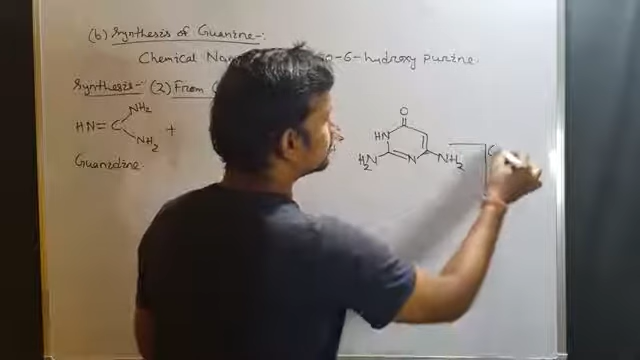 (b) Synthesis of Guanine:-
Chemical Nam -6-hydroxy purine.
Synthesis:- (2) From
O
NH₂
HN=C +
NH₂
HN
H₂N N NH₂
Guanidine.